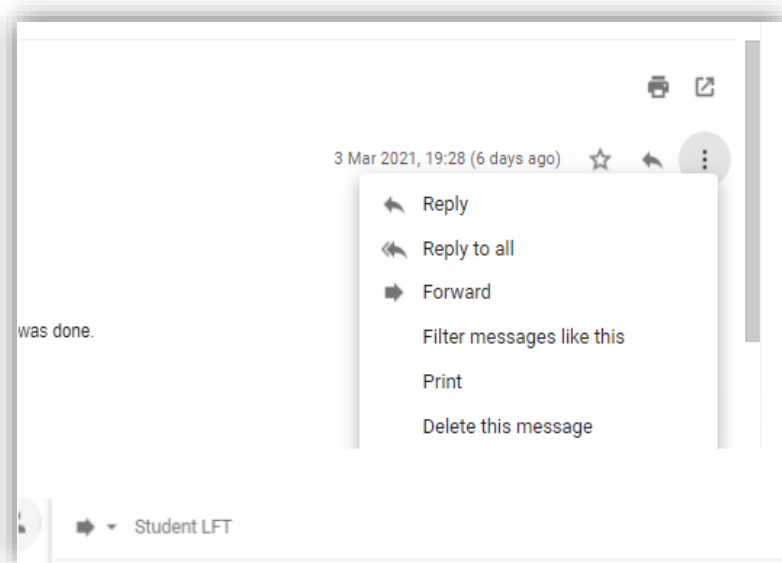 3 Mar 2021, 19:28 (6 days ago)
Reply
Reply to all
Forward
was done.
Filter messages like this
Print
Delete this message
Student LFT